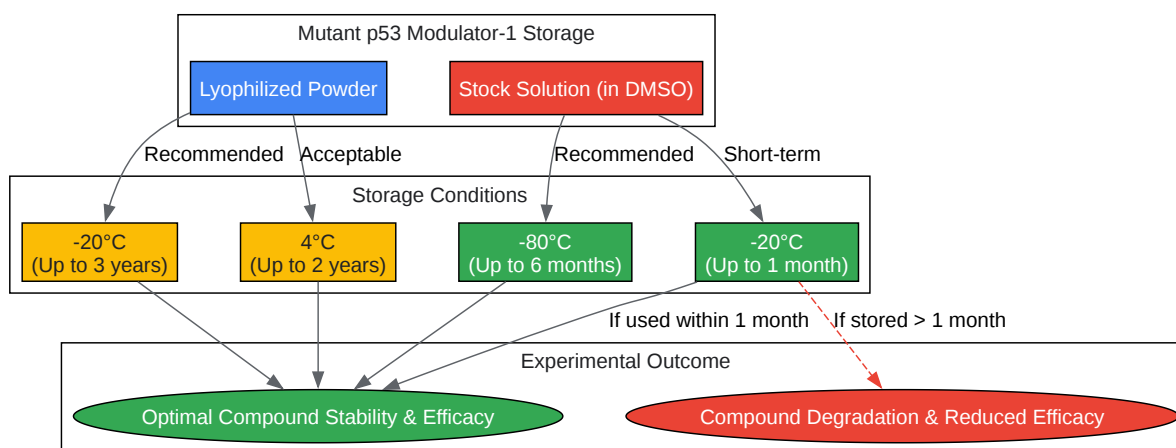 Mutant p53 Modulator-1 Storage
Lyophilized Powder
Stock Solution (in DMSO)
Recommended
Acceptable
Recommended
Short-term
Storage Conditions
-20°C
(Up to 3 years)
4°C
(Up to 2 years)
-80°C
(Up to 6 months)
-20°C
(Up to 1 month)
If used within 1 month
If stored > 1 month
Experimental Outcome
Optimal Compound Stability & Efficacy
Compound Degradation & Reduced Efficacy